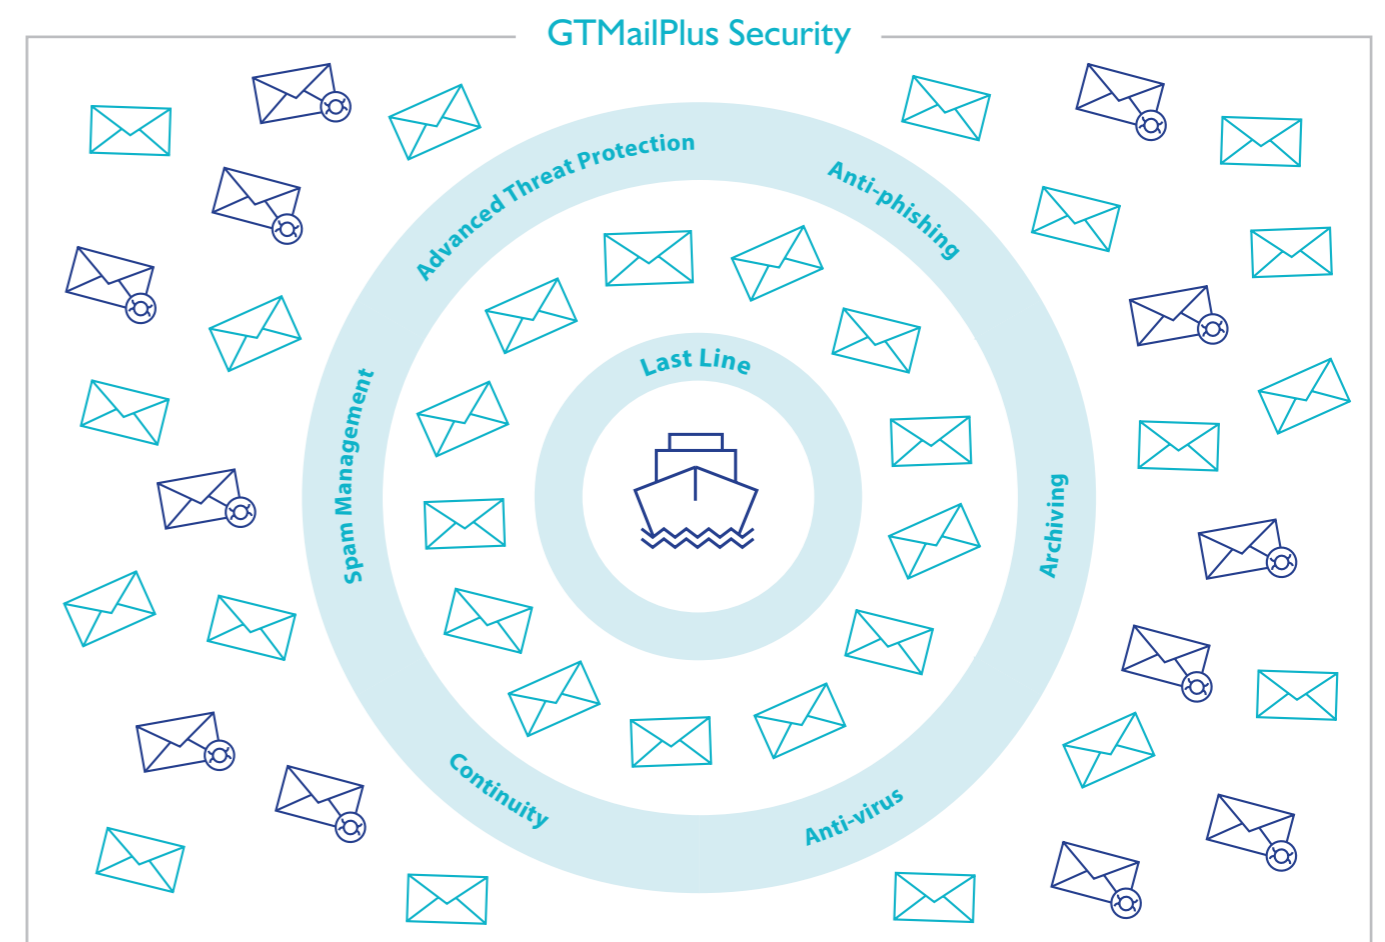 GTMailPlus Security
Advanced Threat Protection
Anti-phishing
Last Line
Spam Management
Archiving
Continuity
Anti-virus